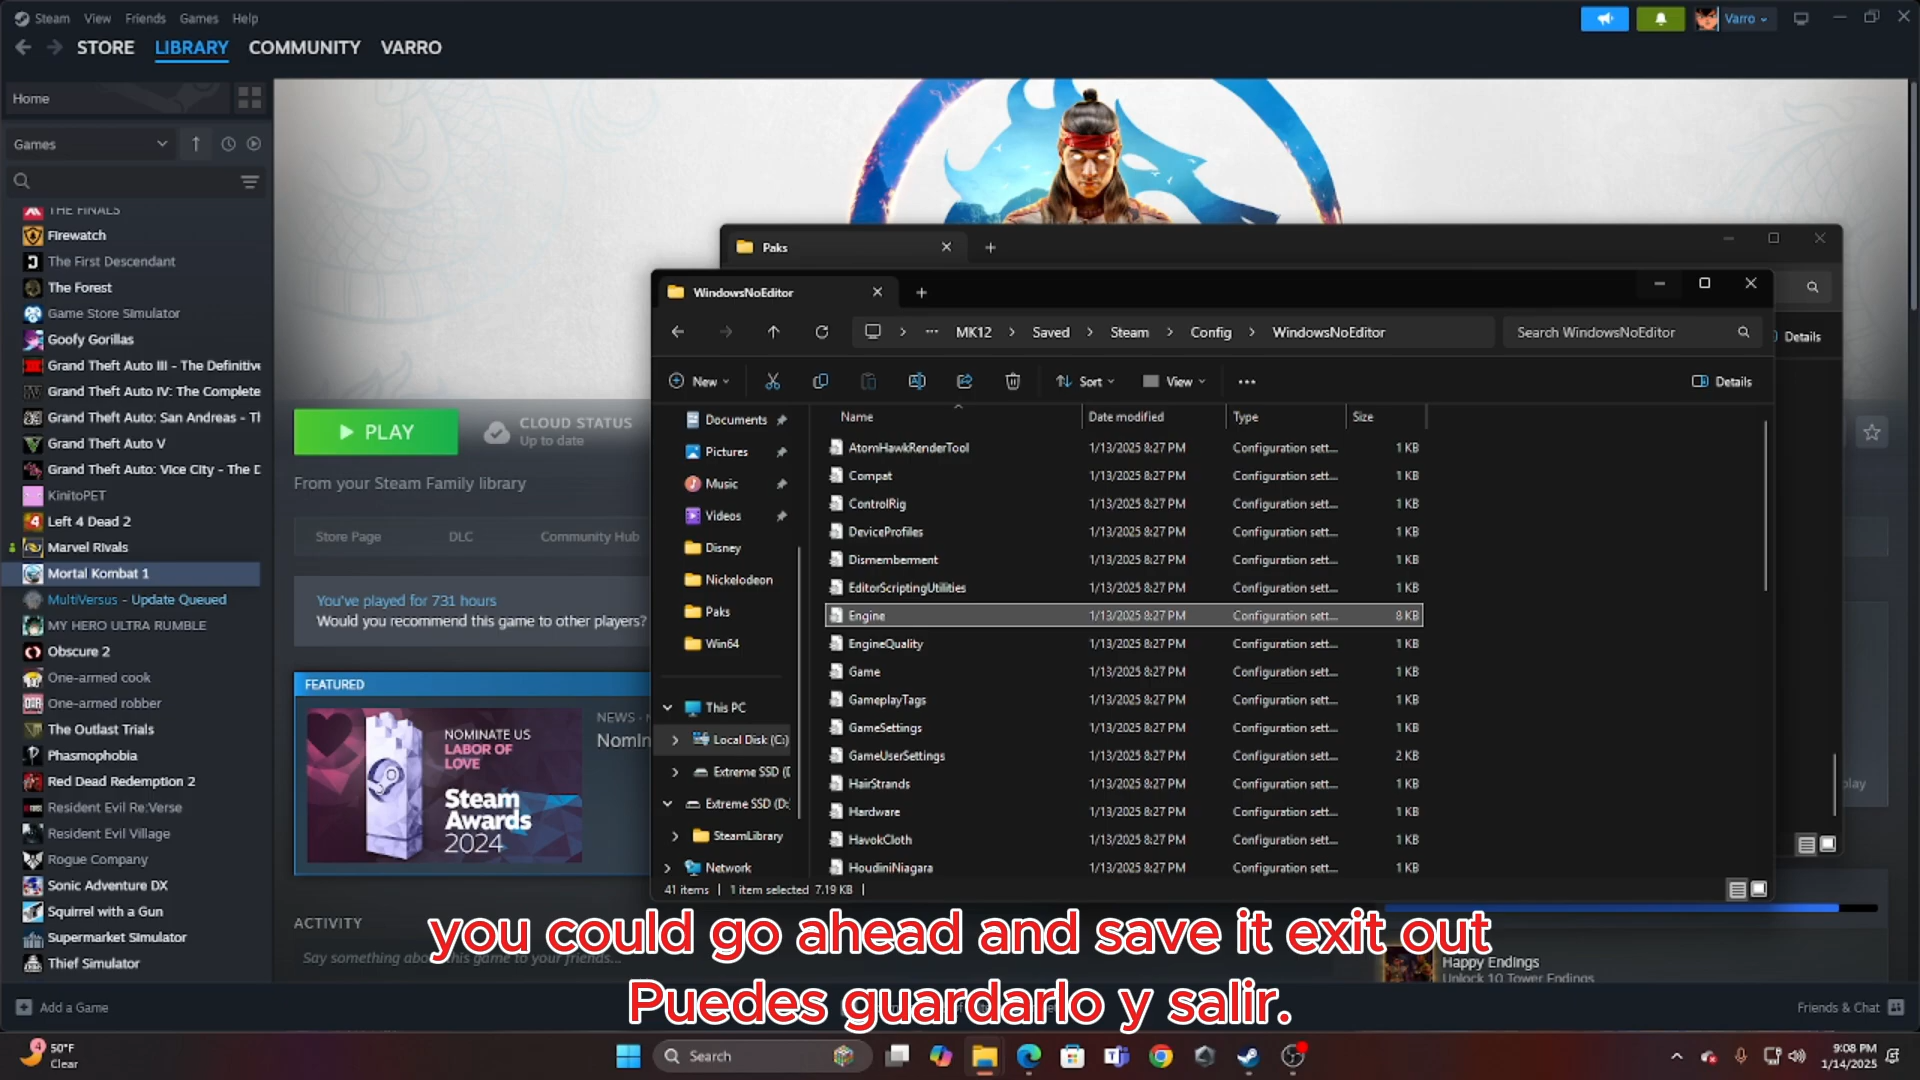 Steam View Friends Games Help
Varro
STORE LIBRARY COMMUNITY VARRO
Home
Games
THE FINALS
Firewatch
The First Descendant
The Forest
Game Store Simulator
Goofy Gorillas
Grand Theft Auto III - The Definitive
Grand Theft Auto IV: The Complete
Grand Theft Auto: San Andreas - Th
Grand Theft Auto V
Grand Theft Auto: Vice City - The D
KinitoPET
Left 4 Dead 2
Marvel Rivals
Mortal Kombat 1
MultiVersus - Update Queued
MY HERO ULTRA RUMBLE
Obscure 2
One-armed cook
One-armed robber
The Outlast Trials
Phasmophobia
Red Dead Redemption 2
Resident Evil Re:Verse
Resident Evil Village
Rogue Company
Sonic Adventure DX
Squirrel with a Gun
Supermarket Simulator
Thief Simulator
Add a Game
PLAY
CLOUD STATUS
Up to date
From your Steam Family library
Store Page DLC Community Hub
You've played for 731 hours
Would you recommend this game to other players?
FEATURED
NOMINATE US
LABOR OF
LOVE
Steam
Awards
2024
NEWS
Nomin
ACTIVITY
Say something about this game to your friends...
Paks
Details
WindowsNoEditor
MK12 > Saved > Steam > Config > WindowsNoEditor
Search WindowsNoEditor
New Sort View Details
Documents
Pictures
Music
Videos
Disney
Nickelodeon
Paks
Win64
This PC
Local Disk (C:)
Extreme SSD (D
Extreme SSD (D:
SteamLibrary
Network
Name Date modified Type Size
AtomHawkRenderTool 1/13/2025 8:27 PM Configuration sett... 1 KB
Compat 1/13/2025 8:27 PM Configuration sett... 1 KB
ControlRig 1/13/2025 8:27 PM Configuration sett... 1 KB
DeviceProfiles 1/13/2025 8:27 PM Configuration sett... 1 KB
Dismemberment 1/13/2025 8:27 PM Configuration sett... 1 KB
EditorScriptingUtilities 1/13/2025 8:27 PM Configuration sett... 1 KB
Engine 1/13/2025 8:27 PM Configuration sett... 8 KB
EngineQuality 1/13/2025 8:27 PM Configuration sett... 1 KB
Game 1/13/2025 8:27 PM Configuration sett... 1 KB
GameplayTags 1/13/2025 8:27 PM Configuration sett... 1 KB
GameSettings 1/13/2025 8:27 PM Configuration sett... 1 KB
GameUserSettings 1/13/2025 8:27 PM Configuration sett... 2 KB
HairStrands 1/13/2025 8:27 PM Configuration sett... 1 KB
Hardware 1/13/2025 8:27 PM Configuration sett... 1 KB
HavokCloth 1/13/2025 8:27 PM Configuration sett... 1 KB
HoudiniNiagara 1/13/2025 8:27 PM Configuration sett... 1 KB
41 items 1 item selected 7.19 KB
you could go ahead and save it exit out
Puedes guardarlo y salir.
Happy Endings
Unlock 10 Tower Endings
Friends & Chat
50°F
Clear
Search
9:08 PM
1/14/2025